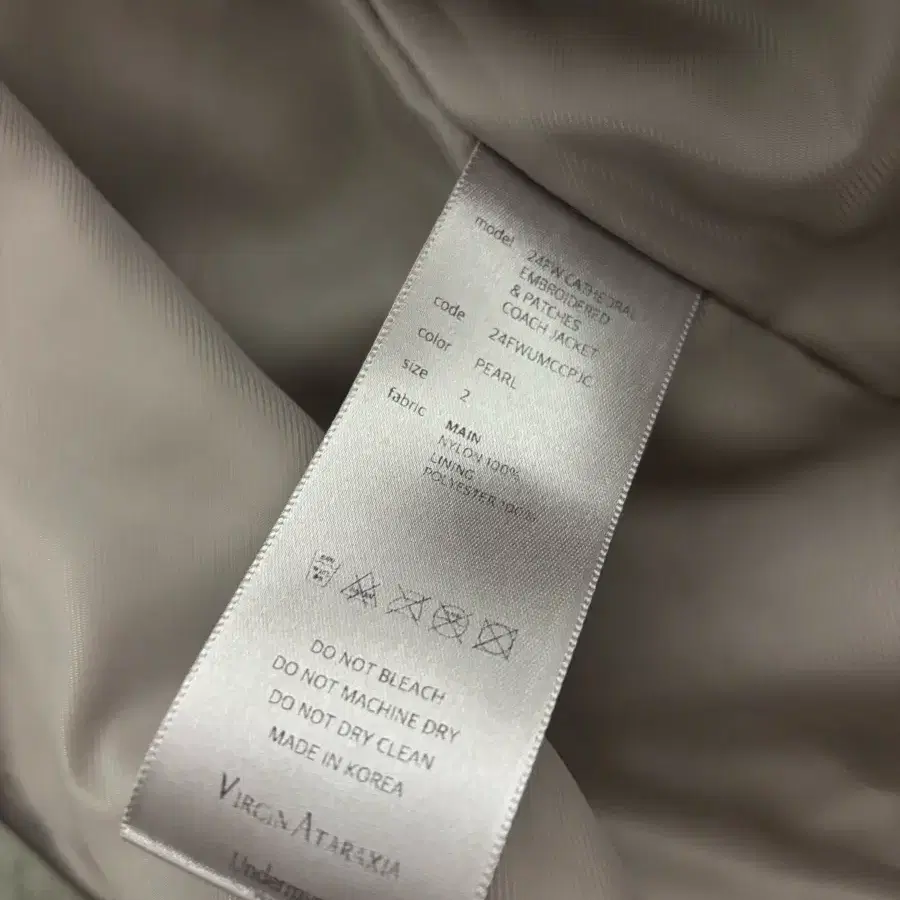 model 24FW CATHEDRAL
EMBROIDERED
& PATCHES
COACH JACKET
code 24FWUMCCPJC
color PEARL
size 2
fabric MAIN
NYLON 100%
LINING
POLYESTER 100%
DO NOT BLEACH
DO NOT MACHINE DRY
DO NOT DRY CLEAN
MADE IN KOREA
VIRGIN ATARAXIA